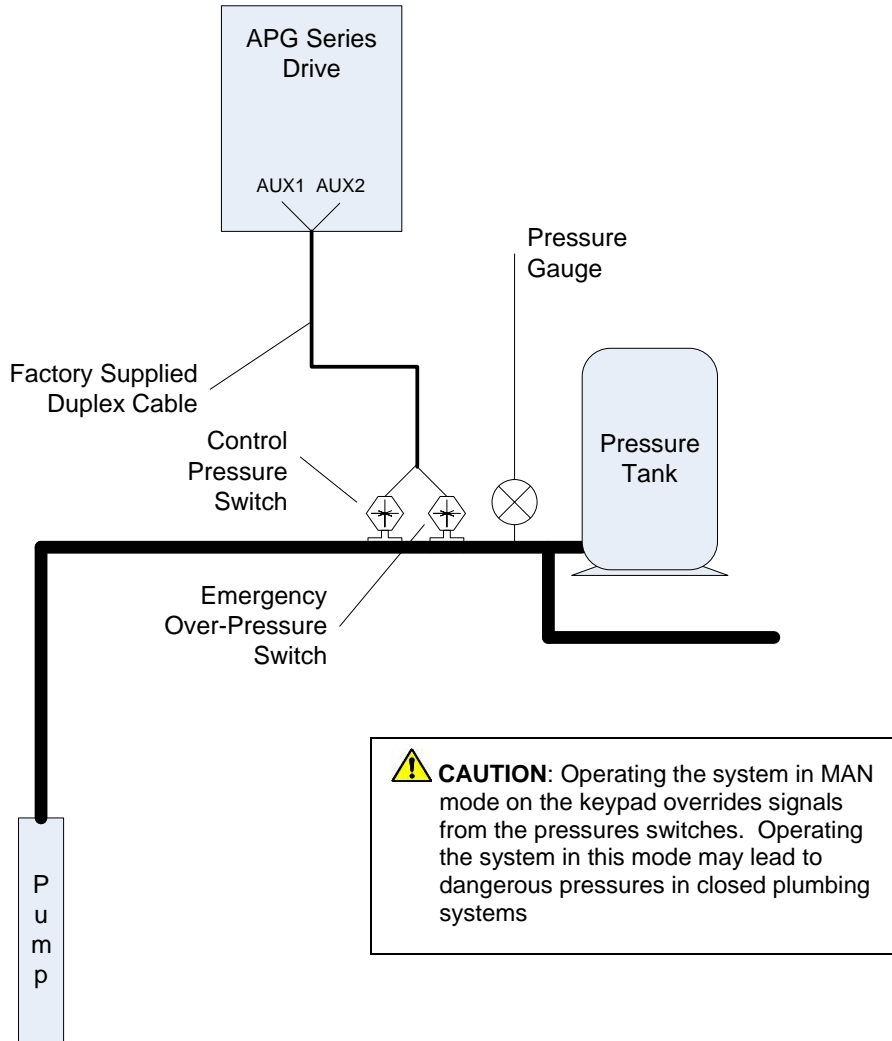 APG Series
Drive
AUX1 AUX2
Pressure
Gauge
Factory Supplied
Duplex Cable
Control
Pressure
Switch
Pressure
Tank
Emergency
Over-Pressure
Switch
CAUTION: Operating the system in MAN
mode on the keypad overrides signals
from the pressures switches. Operating
the system in this mode may lead to
dangerous pressures in closed plumbing
systems
P
u
m
p